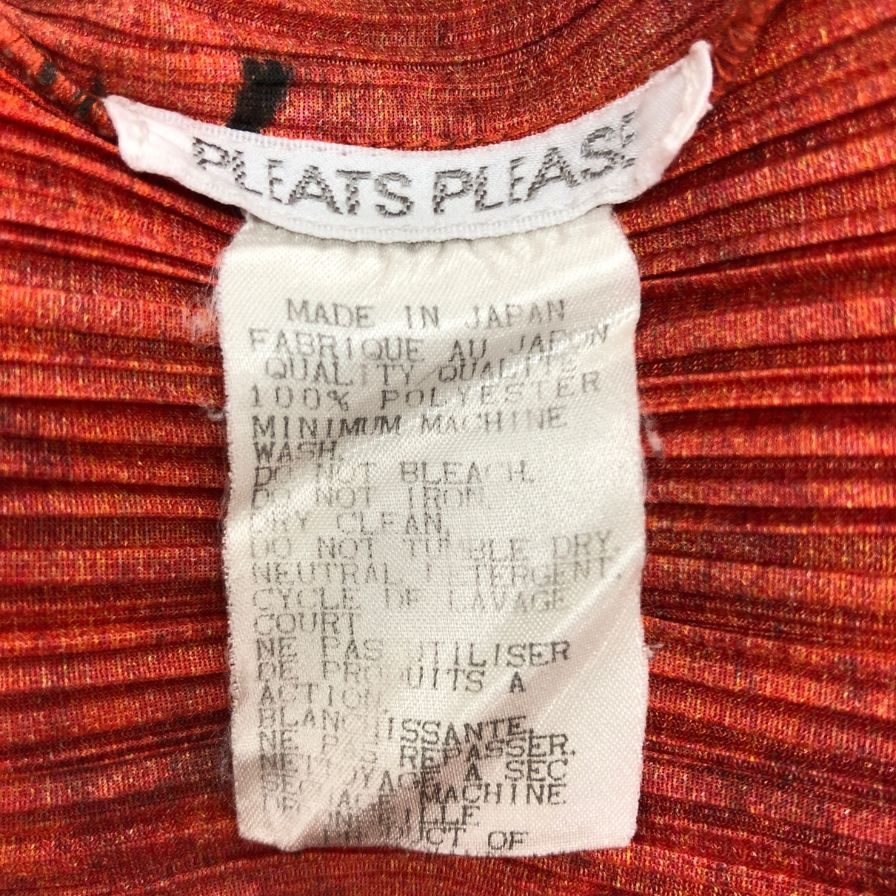 PLEATS PLEASE
MADE IN JAPAN
FABRIQUE AU JAPON
QUALITY QUALITE
100% POLYESTER
MINIMUM MACHINE
WASH.
DO NOT BLEACH.
DO NOT IRON.
DRY CLEAN.
DO NOT TUMBLE DRY.
NEUTRAL DETERGENT.
CYCLE DE LAVAGE
COURT
NE PAS UTILISER
DE PRODUITS A
ACTION
BLANCHISSANTE.
NE PAS REPASSER.
NETTOYAGE A SEC
MACHINE
PRODUCT OF